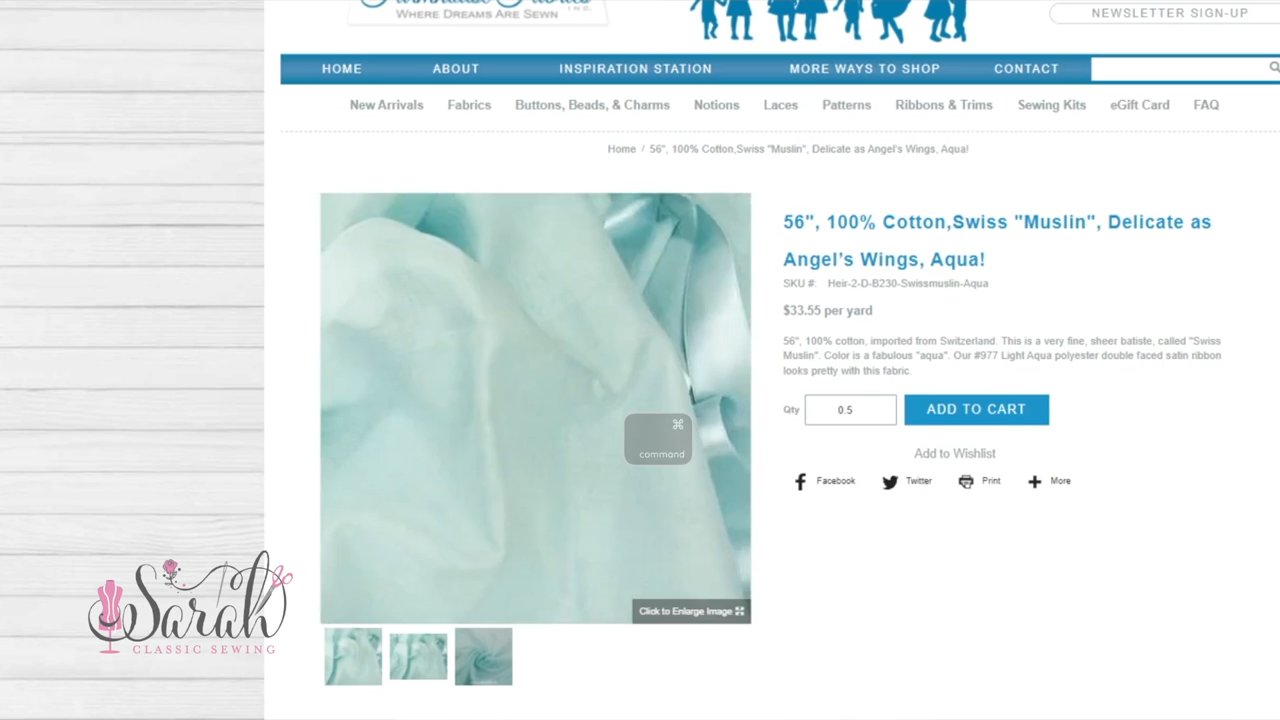 Farmhouse Fabrics
INC.
WHERE DREAMS ARE SEWN
NEWSLETTER SIGN-UP
HOME ABOUT INSPIRATION STATION MORE WAYS TO SHOP CONTACT
New Arrivals Fabrics Buttons, Beads, & Charms Notions Laces Patterns Ribbons & Trims Sewing Kits eGift Card FAQ
Home / 56", 100% Cotton,Swiss "Muslin", Delicate as Angel's Wings, Aqua!
56", 100% Cotton,Swiss "Muslin", Delicate as
Angel’s Wings, Aqua!
SKU #: Heir-2-D-B230-Swissmuslin-Aqua
$33.55 per yard
56", 100% cotton, imported from Switzerland. This is a very fine, sheer batiste, called "Swiss
Muslin". Color is a fabulous "aqua". Our #977 Light Aqua polyester double faced satin ribbon
looks pretty with this fabric.
Qty 0.5 ADD TO CART
Add to Wishlist
Facebook Twitter Print More
⌘
command
Click to Enlarge Image
Sarah
CLASSIC SEWING